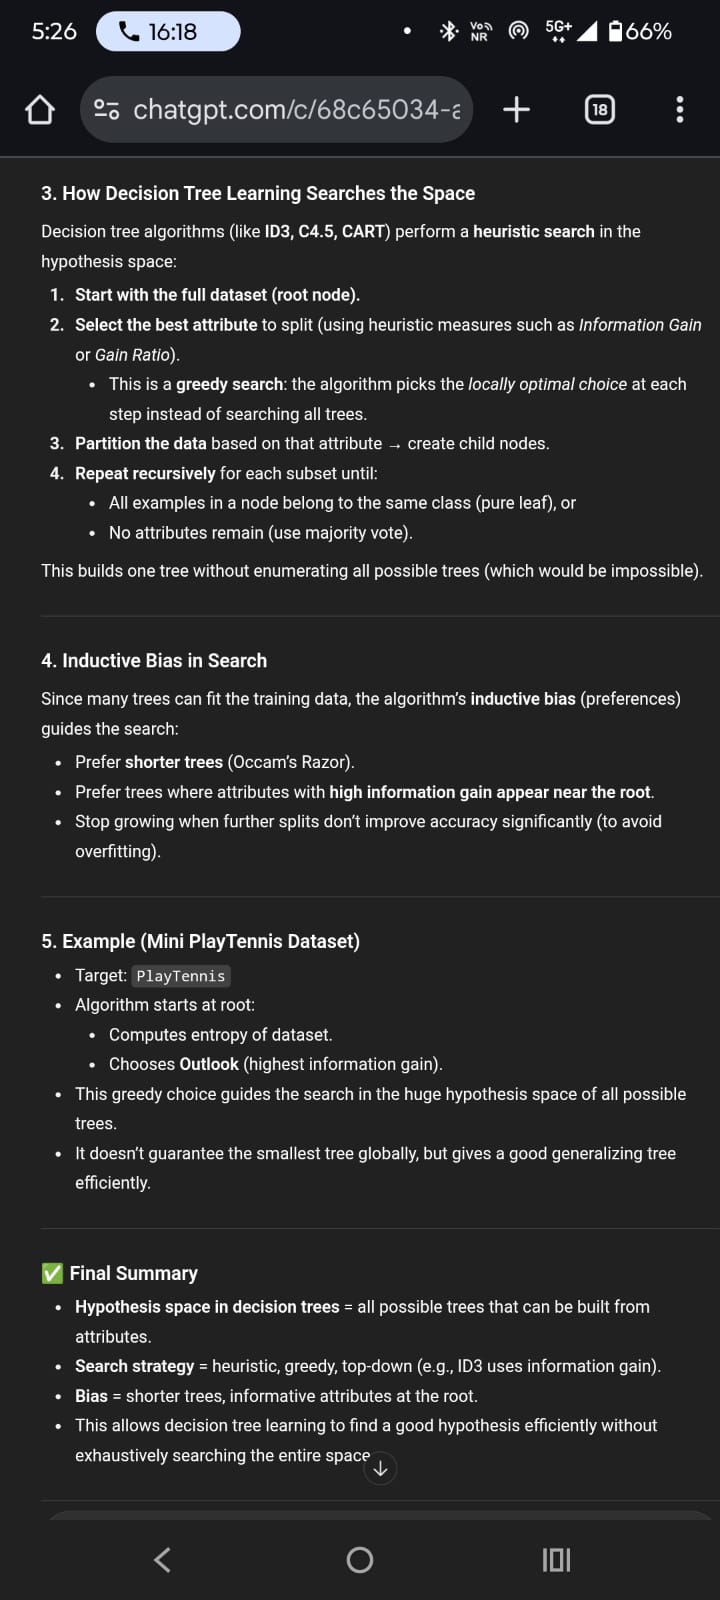 5:26 16:18 Vo)) NR 5G+ 66%
chatgpt.com/c/68c65034-a 18
3. How Decision Tree Learning Searches the Space
Decision tree algorithms (like ID3, C4.5, CART) perform a heuristic search in the
hypothesis space:
1. Start with the full dataset (root node).
2. Select the best attribute to split (using heuristic measures such as Information Gain
or Gain Ratio).
• This is a greedy search: the algorithm picks the locally optimal choice at each
step instead of searching all trees.
3. Partition the data based on that attribute → create child nodes.
4. Repeat recursively for each subset until:
• All examples in a node belong to the same class (pure leaf), or
• No attributes remain (use majority vote).
This builds one tree without enumerating all possible trees (which would be impossible).
4. Inductive Bias in Search
Since many trees can fit the training data, the algorithm’s inductive bias (preferences)
guides the search:
• Prefer shorter trees (Occam’s Razor).
• Prefer trees where attributes with high information gain appear near the root.
• Stop growing when further splits don’t improve accuracy significantly (to avoid
overfitting).
5. Example (Mini PlayTennis Dataset)
• Target: PlayTennis
• Algorithm starts at root:
• Computes entropy of dataset.
• Chooses Outlook (highest information gain).
• This greedy choice guides the search in the huge hypothesis space of all possible
trees.
• It doesn’t guarantee the smallest tree globally, but gives a good generalizing tree
efficiently.
✅ Final Summary
• Hypothesis space in decision trees = all possible trees that can be built from
attributes.
• Search strategy = heuristic, greedy, top-down (e.g., ID3 uses information gain).
• Bias = shorter trees, informative attributes at the root.
• This allows decision tree learning to find a good hypothesis efficiently without
exhaustively searching the entire space